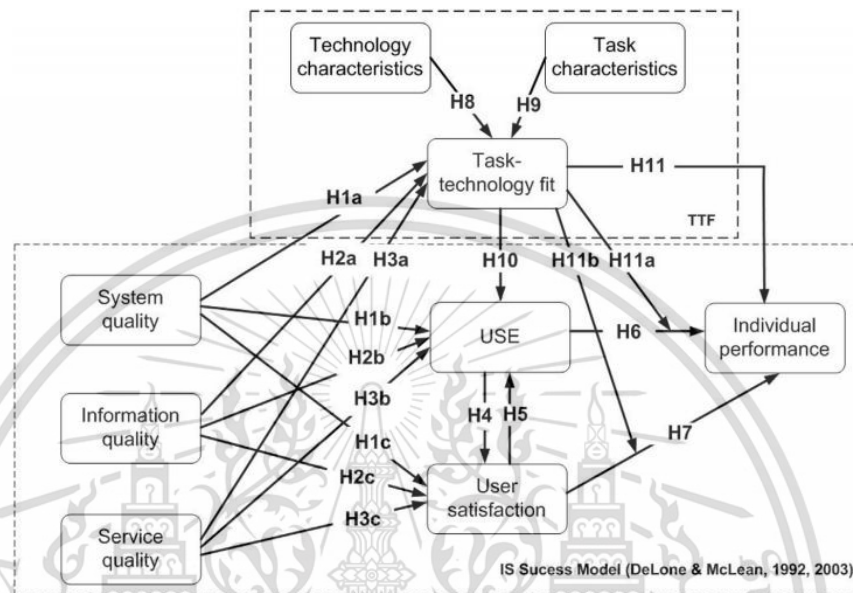 Technology
characteristics
Task
characteristics
H8
H9
Task-
technology fit
H11
TTF
H1a
H2a
H3a
H10
H11b
H11a
System
quality
H1b
USE
H6
Individual
performance
H2b
H3b
H4
H5
Information
quality
H1c
H7
H2c
User
satisfaction
H3c
Service
quality
IS Sucess Model (DeLone & McLean, 1992, 2003)